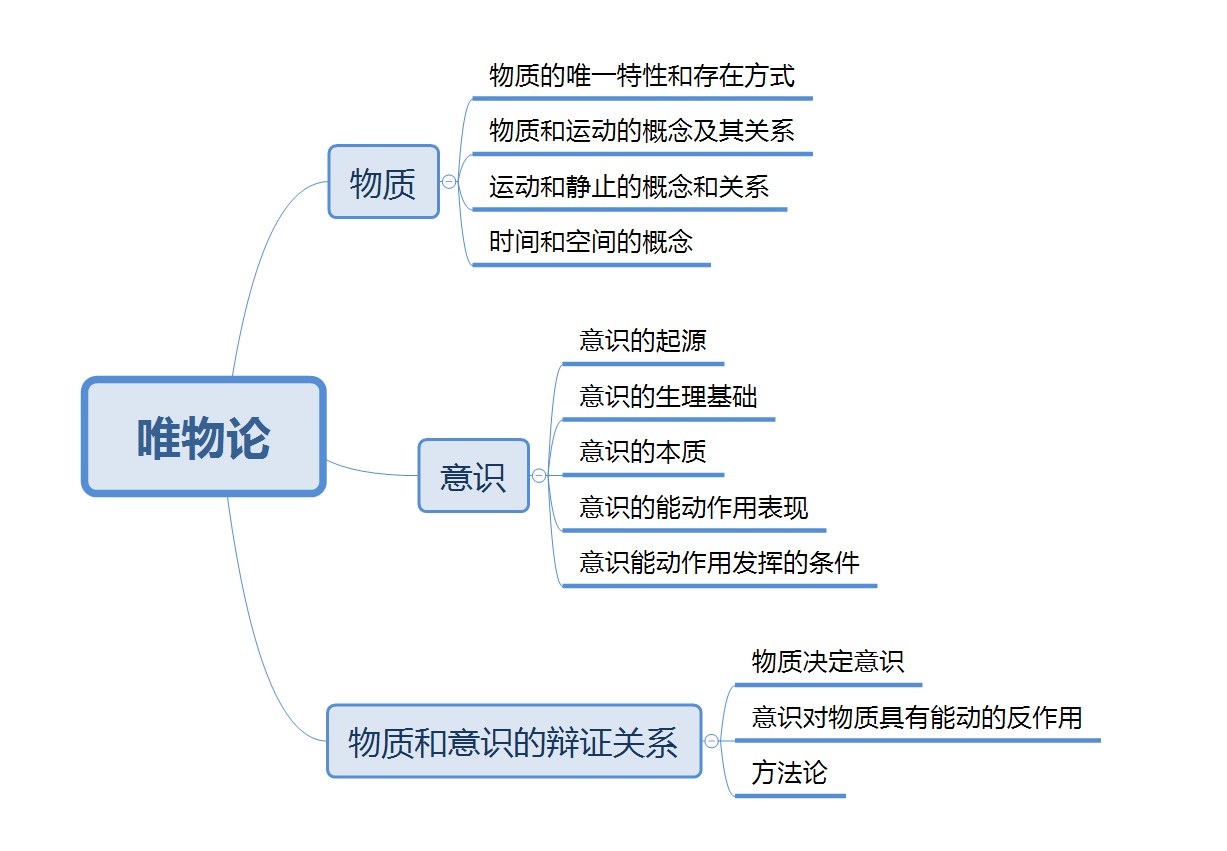 唯物论
物质
物质的唯一特性和存在方式
物质和运动的概念及其关系
运动和静止的概念和关系
时间和空间的概念
意识
意识的起源
意识的生理基础
意识的本质
意识的能动作用表现
意识能动作用发挥的条件
物质和意识的辩证关系
物质决定意识
意识对物质具有能动的反作用
方法论